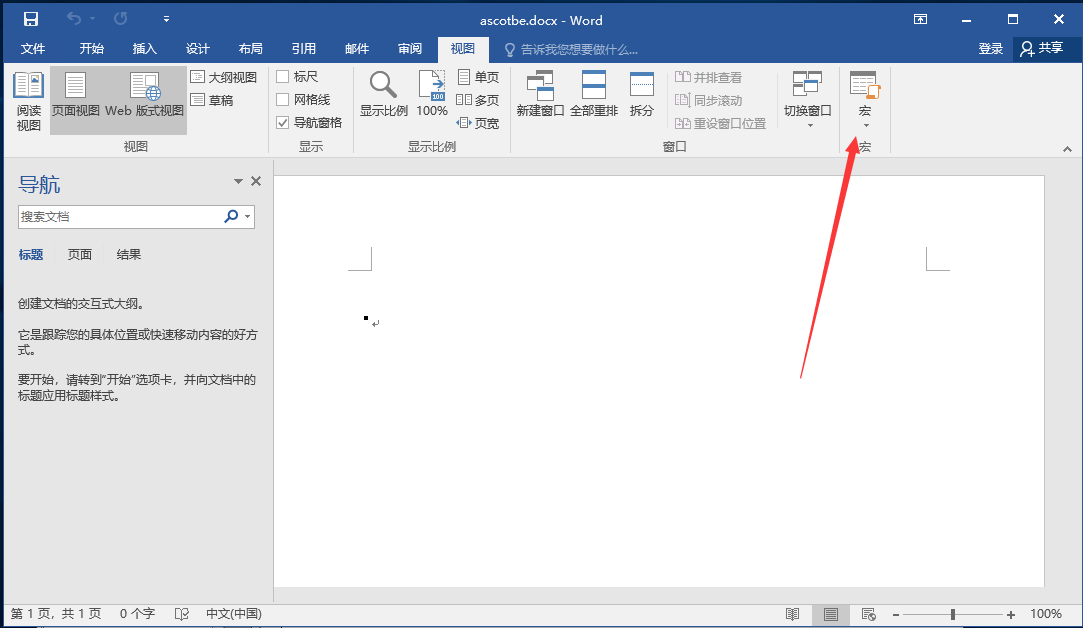 ascotbe.docx - Word
文件 开始 插入 设计 布局 引用 邮件 审阅 视图 告诉我您想要做什么... 登录 共享
阅读
视图
页面视图
Web 版式视图
大纲视图
草稿
视图
标尺
网格线
导航窗格
显示
显示比例
100
100%
单页
多页
页宽
显示比例
新建窗口
全部重排
拆分
并排查看
同步滚动
重设窗口位置
切换窗口
窗口
宏
宏
导航
搜索文档
标题 页面 结果
创建文档的交互式大纲。
它是跟踪您的具体位置或快速移动内容的好方
式。
要开始，请转到"开始"选项卡，并向文档中的
标题应用标题样式。
第 1 页，共 1 页 0 个字 中文(中国) 100%